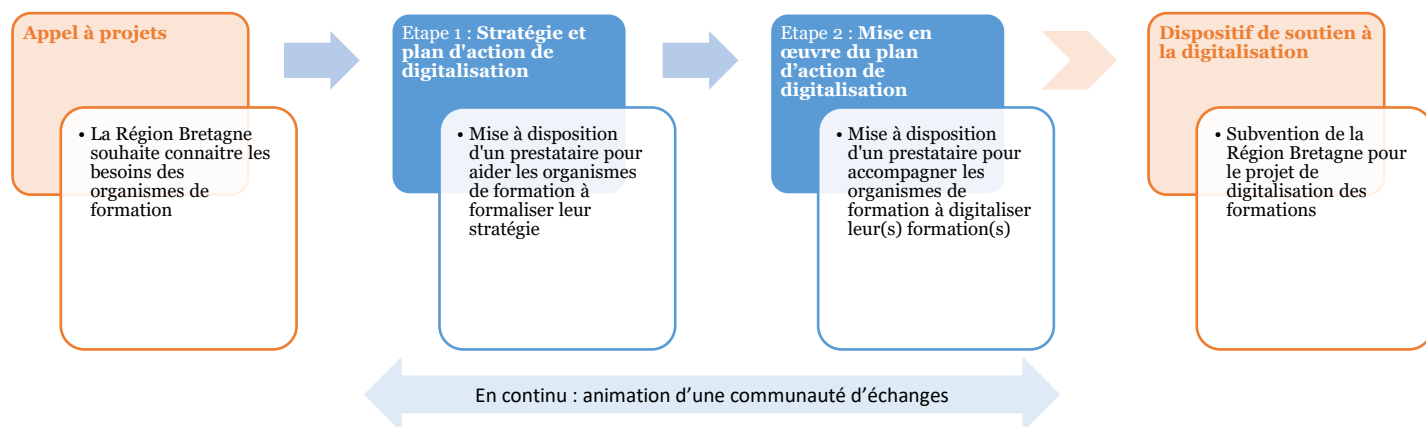 Appel à projets
• La Région Bretagne
souhaite connaitre les
besoins des
organismes de
formation
Etape 1 : Stratégie et
plan d'action de
digitalisation
• Mise à disposition
d'un prestataire pour
aider les organismes
de formation à
formaliser leur
stratégie
Etape 2 : Mise en
œuvre du plan
d’action de
digitalisation
• Mise à disposition
d'un prestataire pour
accompagner les
organismes de
formation à digitaliser
leur(s) formation(s)
Dispositif de soutien à
la digitalisation
• Subvention de la
Région Bretagne pour
le projet de
digitalisation des
formations
En continu : animation d’une communauté d’échanges